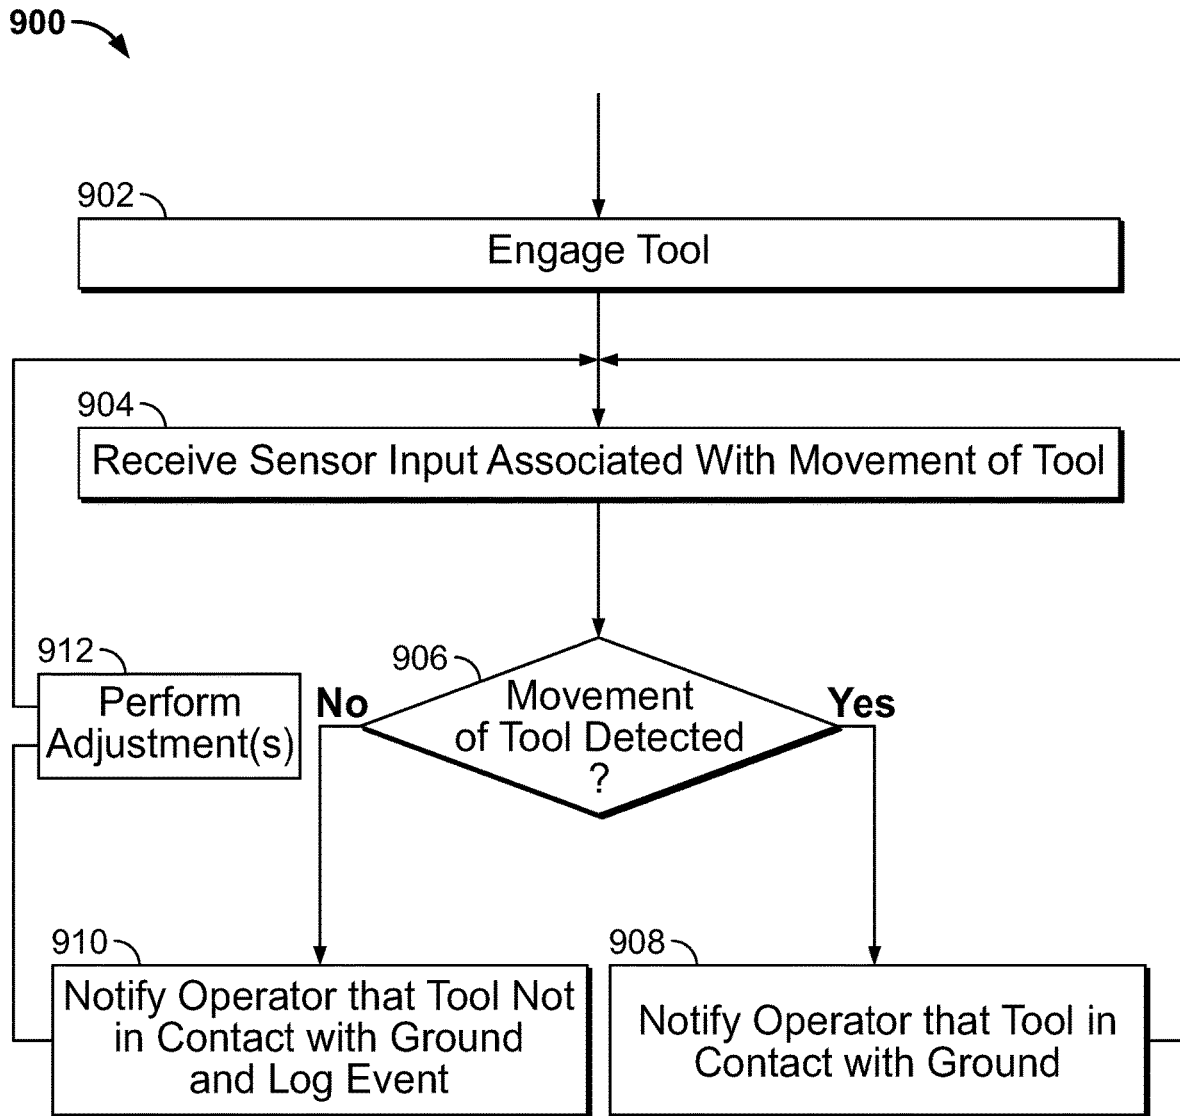 900
902
Engage Tool
904
Receive Sensor Input Associated With Movement of Tool
906
Movement
of Tool Detected
?
No
Yes
912
Perform
Adjustment(s)
910
Notify Operator that Tool Not
in Contact with Ground
and Log Event
908
Notify Operator that Tool in
Contact with Ground